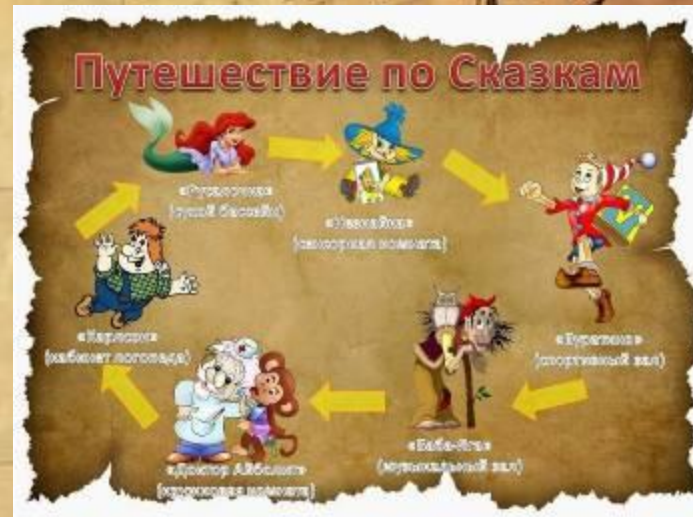 Путешествие по Сказкам
«Русалочка»
(сухой бассейн)
«Незнайка»
(сенсорная комната)
«Буратино»
(спортивный зал)
«Баба-Яга»
(музыкальный зал)
«Доктор Айболит»
комната)
«Карлсон»
(кабинет логопеда)